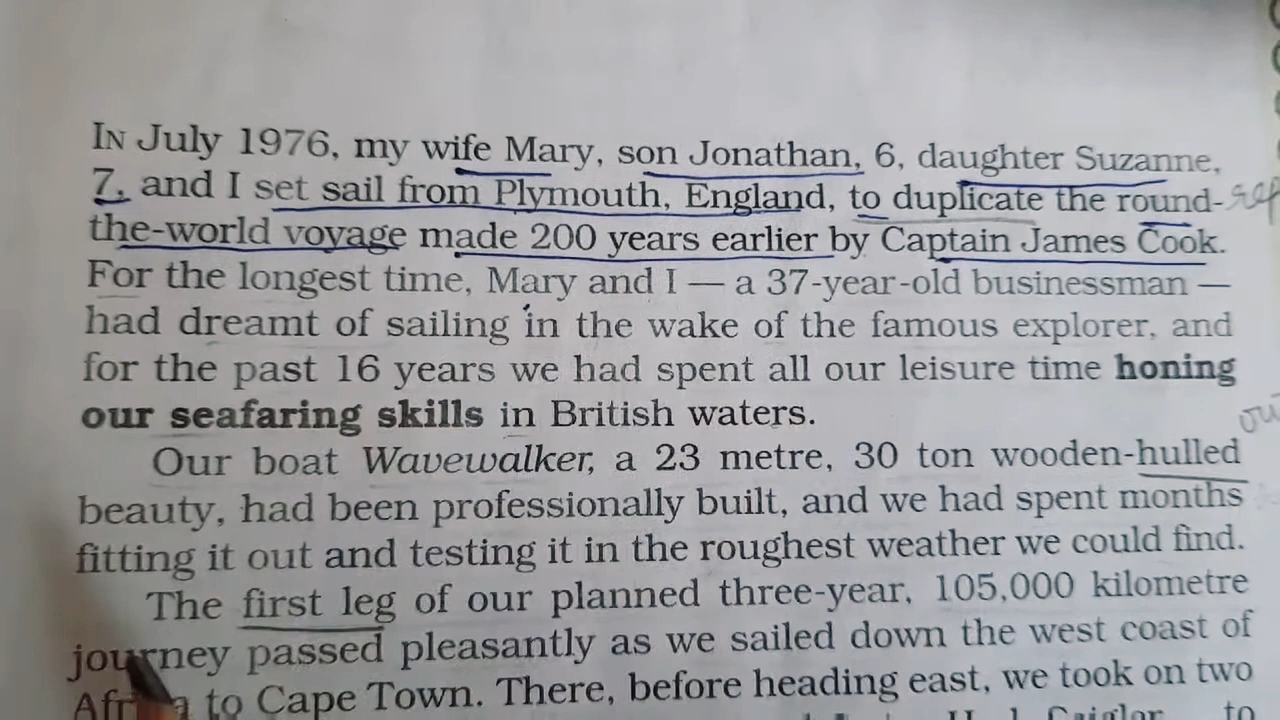 IN July 1976, my wife Mary, son Jonathan, 6, daughter Suzanne,
7, and I set sail from Plymouth, England, to duplicate the round-
the-world voyage made 200 years earlier by Captain James Cook.
For the longest time, Mary and I — a 37-year-old businessman —
had dreamt of sailing in the wake of the famous explorer, and
for the past 16 years we had spent all our leisure time honing
our seafaring skills in British waters.
Our boat Wavewalker, a 23 metre, 30 ton wooden-hulled
beauty, had been professionally built, and we had spent months
fitting it out and testing it in the roughest weather we could find.
The first leg of our planned three-year, 105,000 kilometre
journey passed pleasantly as we sailed down the west coast of
Africa to Cape Town. There, before heading east, we took on two
to